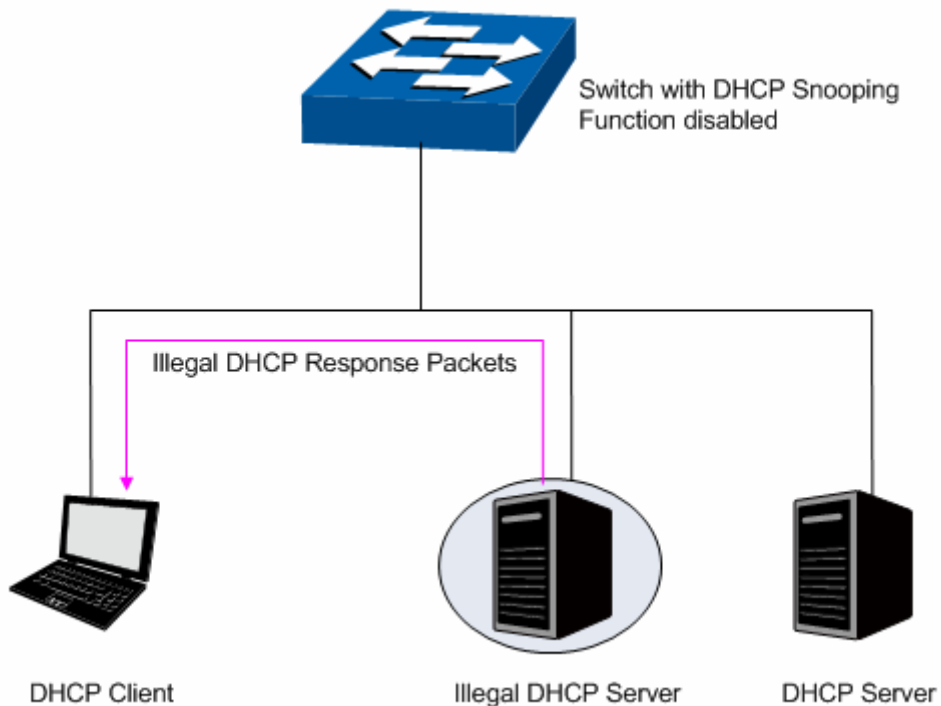 Switch with DHCP Snooping
Function disabled
Illegal DHCP Response Packets
DHCP Client
Illegal DHCP Server
DHCP Server